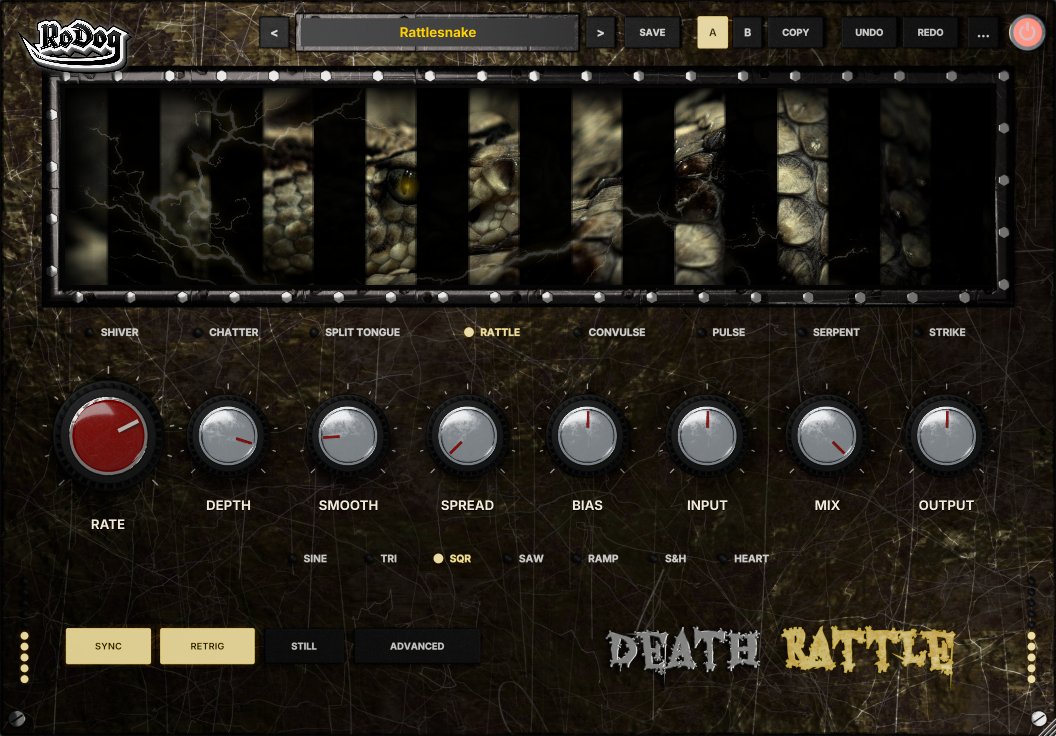 RoDog
< Rattlesnake > SAVE A B COPY UNDO REDO ...
SHIVER CHATTER SPLIT TONGUE RATTLE CONVULSE PULSE SERPENT STRIKE
RATE DEPTH SMOOTH SPREAD BIAS INPUT MIX OUTPUT
SINE TRI SQR SAW RAMP S&H HEART
SYNC RETRIG STILL ADVANCED
DEATH RATTLE